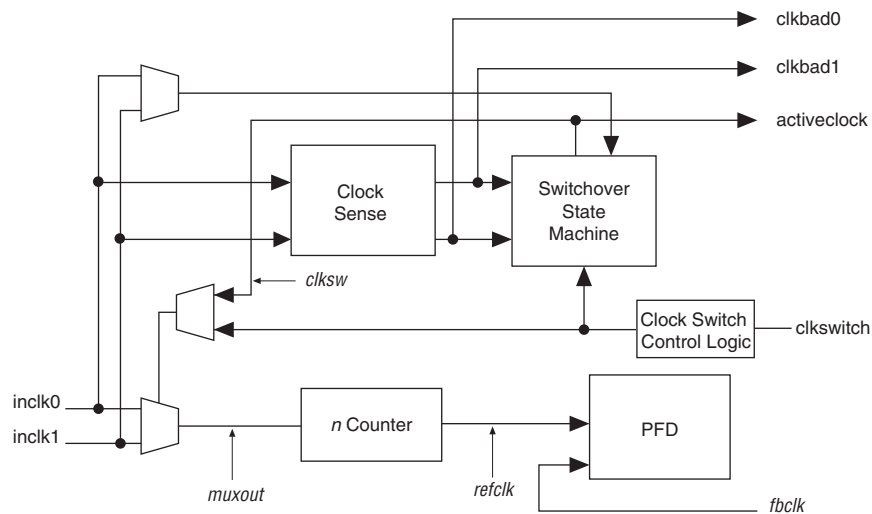 clkbad0
clkbad1
activeclock
Clock
Sense
Switchover
State
Machine
clksw
Clock Switch
Control Logic
clkswitch
inclk0
inclk1
n Counter
PFD
muxout
refclk
fbclk